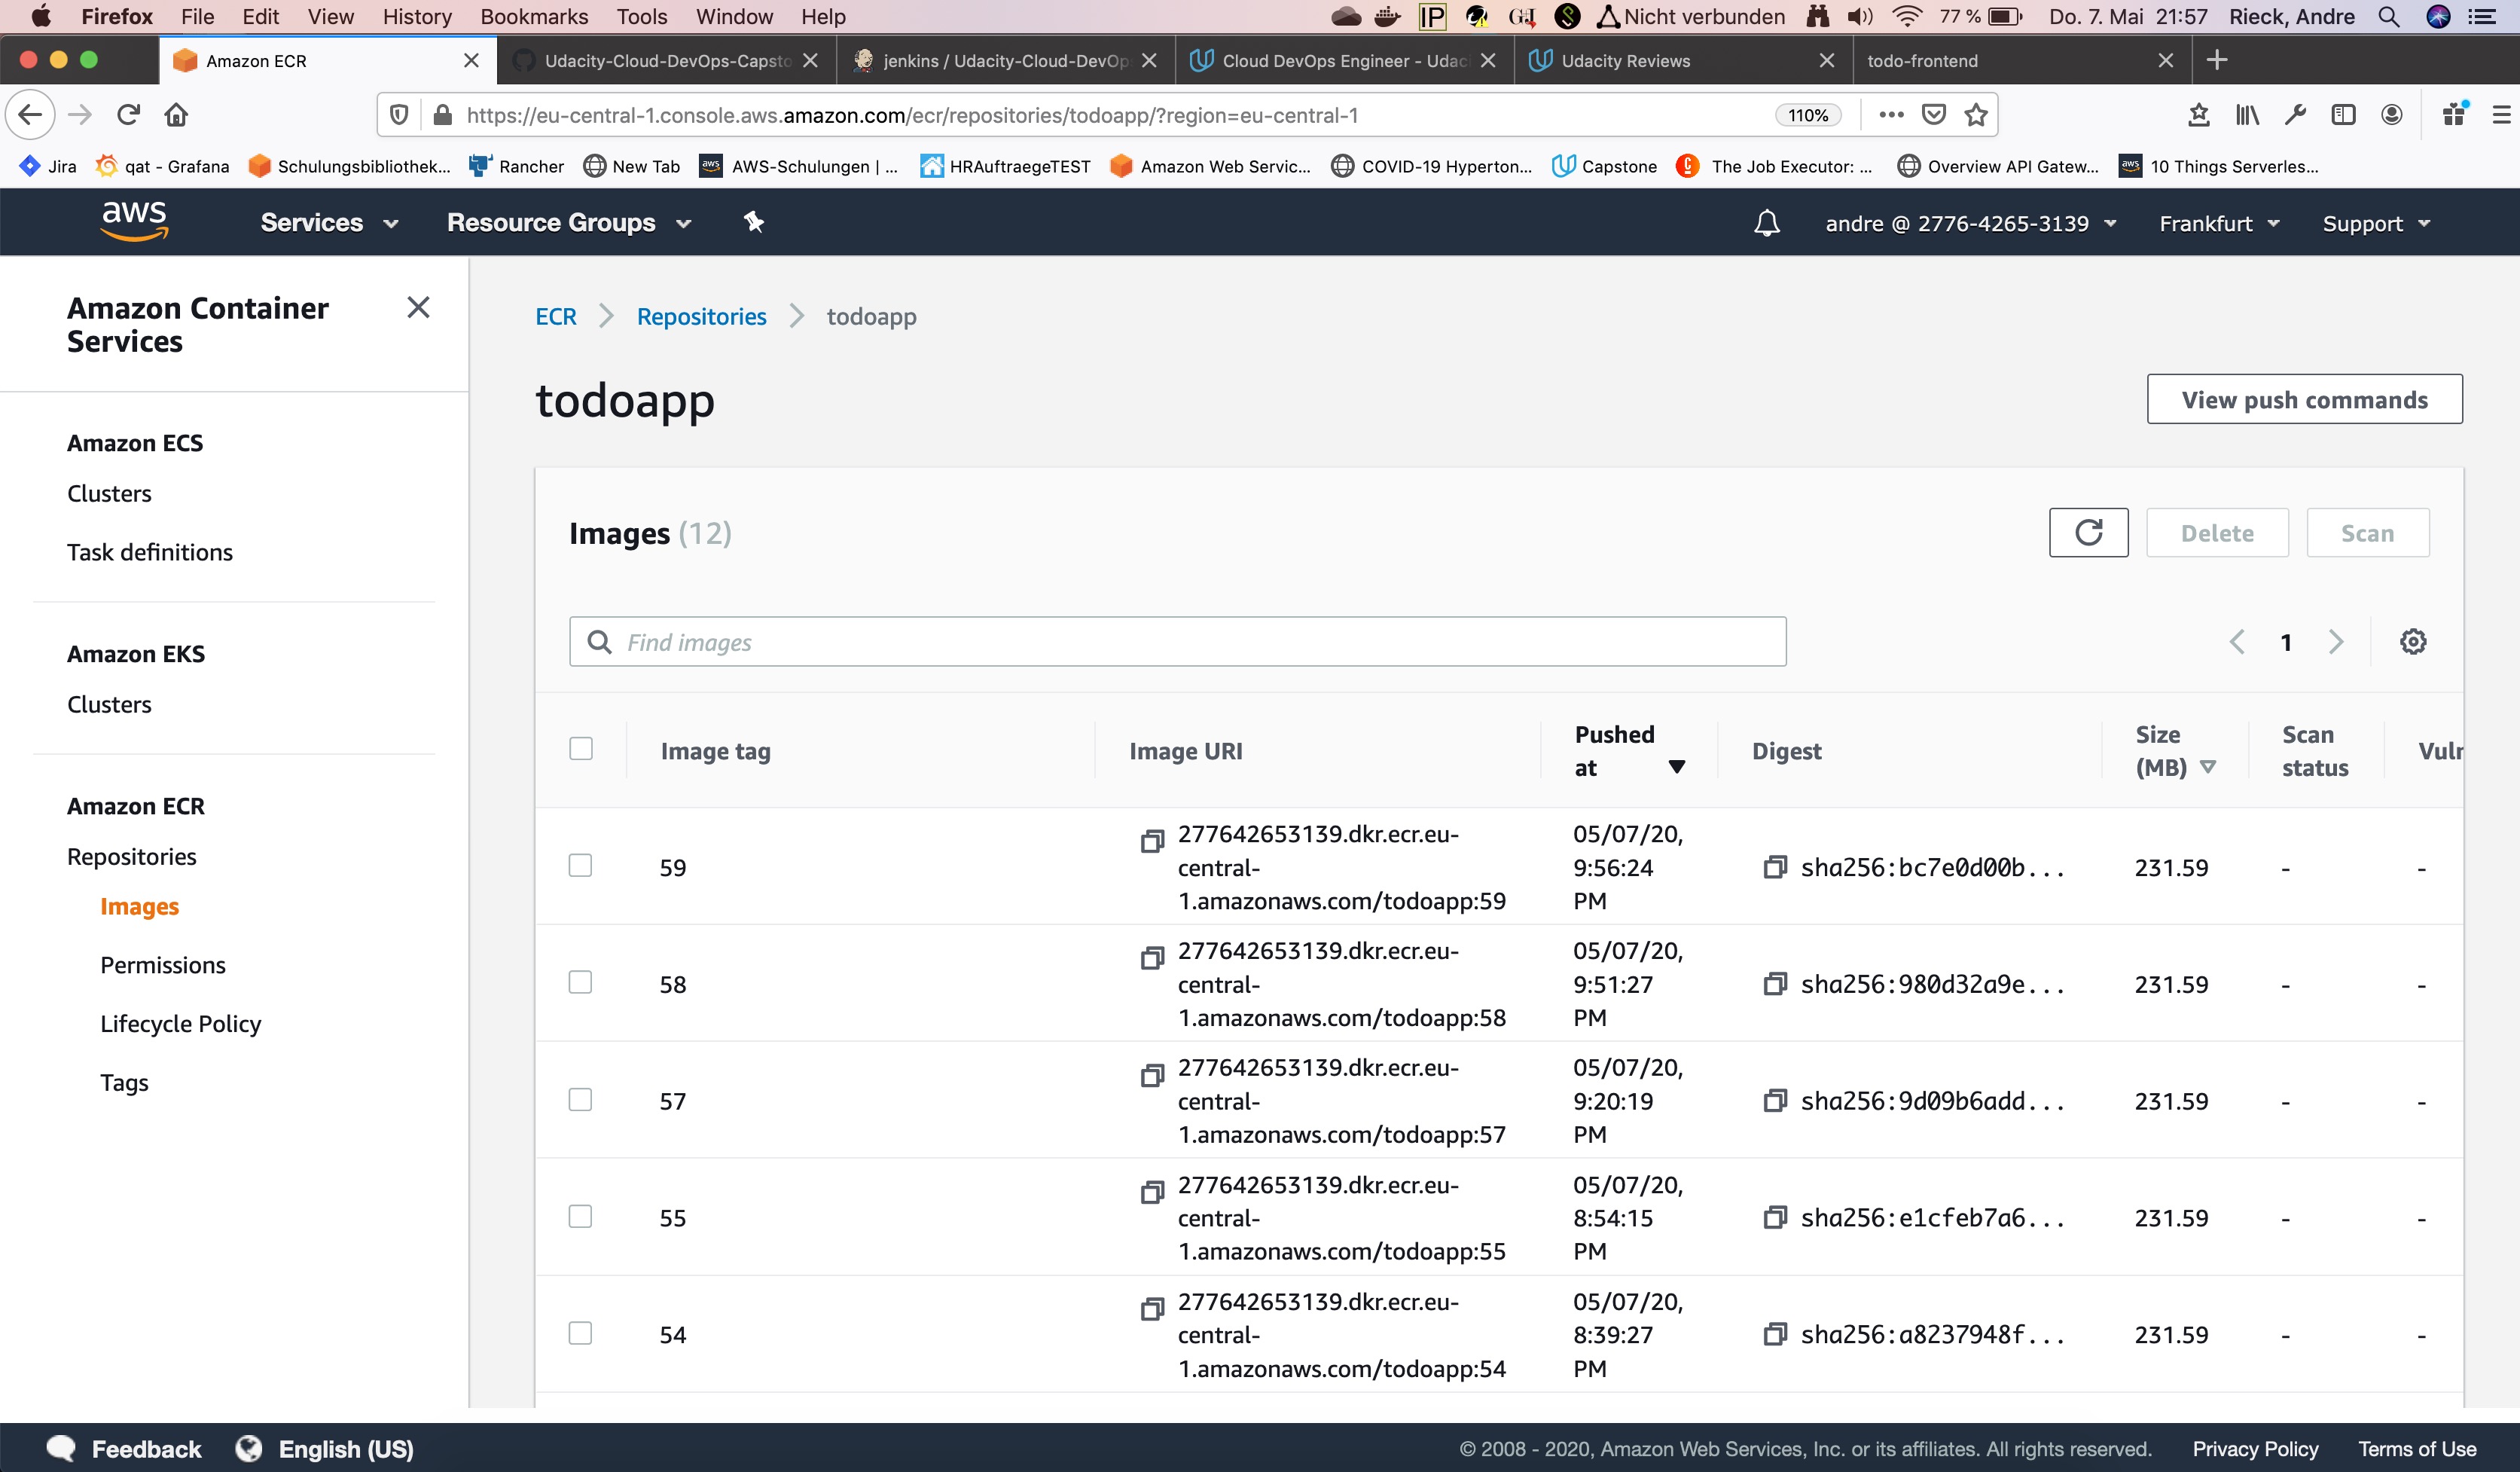 Firefox File Edit View History Bookmarks Tools Window Help IP Nicht verbunden 77 % Do. 7. Mai 21:57 Rieck, Andre
Amazon ECR Udacity-Cloud-DevOps-Capsto jenkins / Udacity-Cloud-DevOp Cloud DevOps Engineer - Udac Udacity Reviews todo-frontend
https://eu-central-1.console.aws.amazon.com/ecr/repositories/todoapp/?region=eu-central-1 110%
Jira qat - Grafana Schulungsbibliothek... Rancher New Tab aws AWS-Schulungen | ... HRAuftraegeTEST Amazon Web Servic... COVID-19 Hyperton... Capstone The Job Executor: ... Overview API Gatew... aws 10 Things Serverles...
aws Services Resource Groups andre @ 2776-4265-3139 Frankfurt Support
Amazon Container
Services
Amazon ECS
Clusters
Task definitions
Amazon EKS
Clusters
Amazon ECR
Repositories
Images
Permissions
Lifecycle Policy
Tags
ECR Repositories todoapp
todoapp
View push commands
Images (12)
Delete Scan
Find images
1
Image tag Image URI Pushed at Digest Size (MB) Scan status Vulr
59
277642653139.dkr.ecr.eu-
central-
1.amazonaws.com/todoapp:59
05/07/20,
9:56:24
PM
sha256:bc7e0d00b...
231.59
-
-
58
277642653139.dkr.ecr.eu-
central-
1.amazonaws.com/todoapp:58
05/07/20,
9:51:27
PM
sha256:980d32a9e...
231.59
-
-
57
277642653139.dkr.ecr.eu-
central-
1.amazonaws.com/todoapp:57
05/07/20,
9:20:19
PM
sha256:9d09b6add...
231.59
-
-
55
277642653139.dkr.ecr.eu-
central-
1.amazonaws.com/todoapp:55
05/07/20,
8:54:15
PM
sha256:e1cfeb7a6...
231.59
-
-
54
277642653139.dkr.ecr.eu-
central-
1.amazonaws.com/todoapp:54
05/07/20,
8:39:27
PM
sha256:a8237948f...
231.59
-
-
Feedback English (US) © 2008 - 2020, Amazon Web Services, Inc. or its affiliates. All rights reserved. Privacy Policy Terms of Use